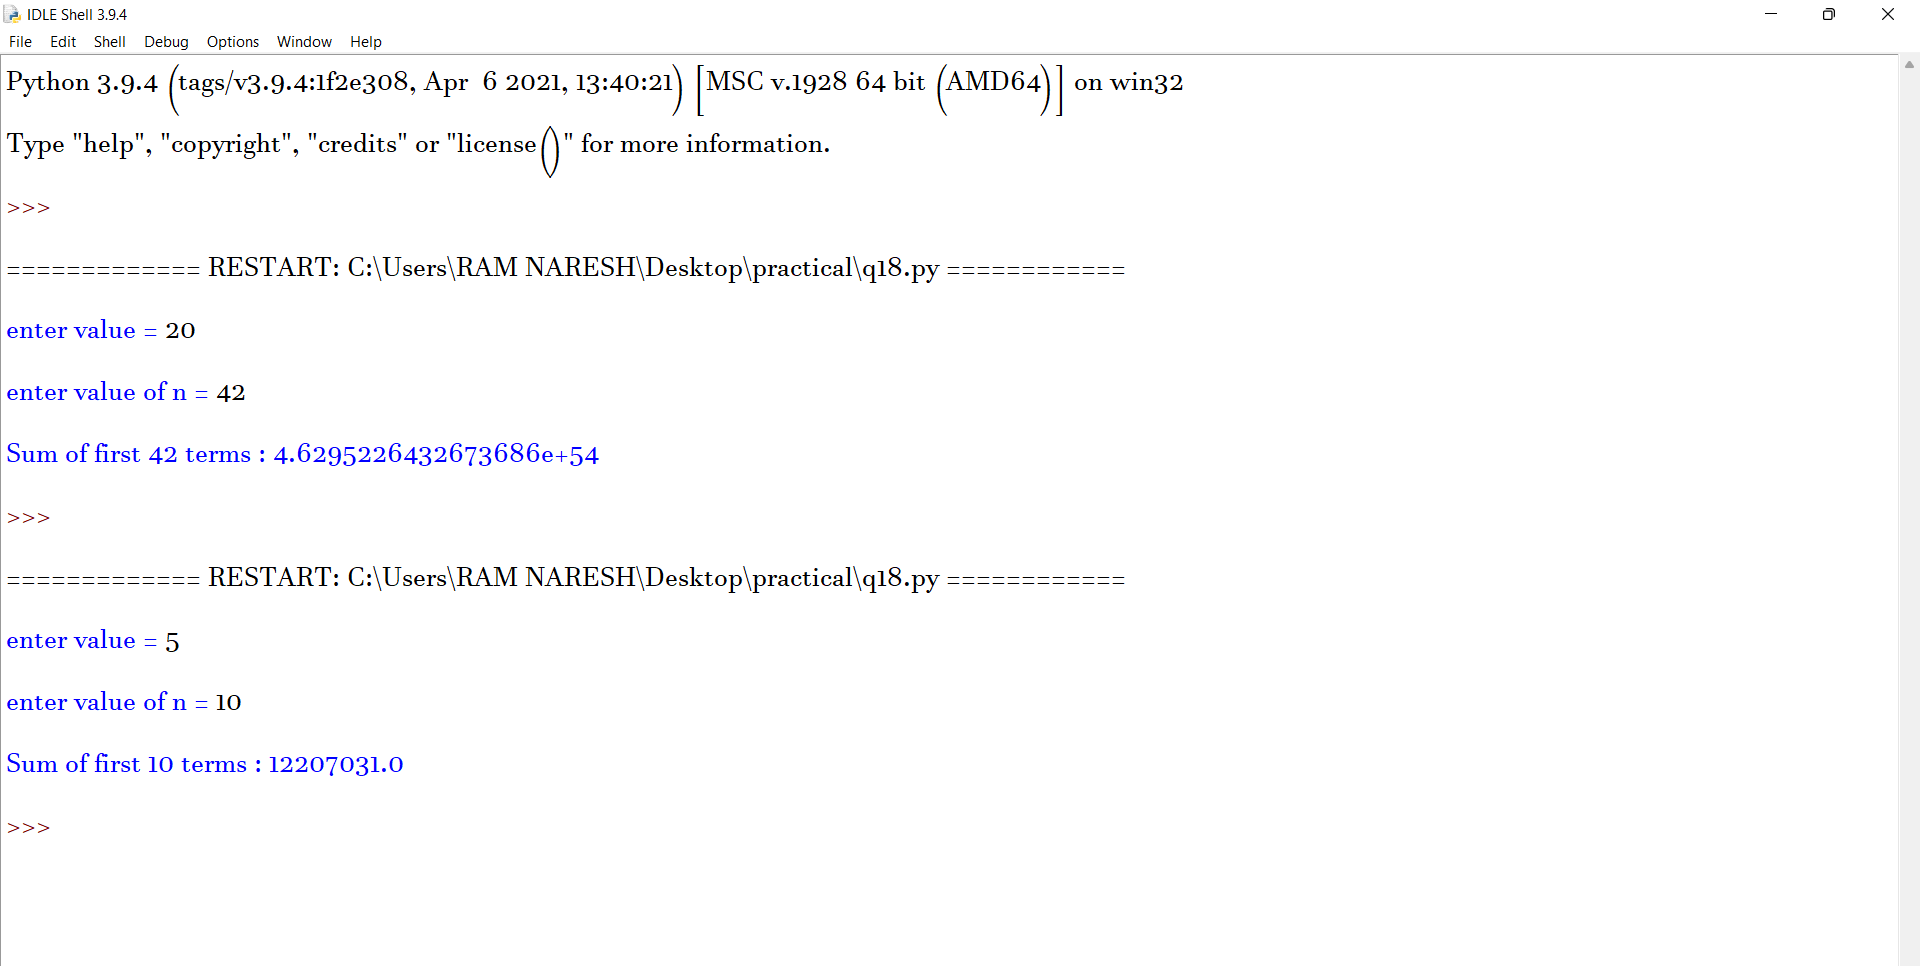 IDLE Shell 3.9.4
File Edit Shell Debug Options Window Help
Python 3.9.4 (tags/v3.9.4:1f2e308, Apr  6 2021, 13:40:21) [MSC v.1928 64 bit (AMD64)] on win32
Type "help", "copyright", "credits" or "license()" for more information.
>>>
============= RESTART: C:\Users\RAM NARESH\Desktop\practical\q18.py ============
enter value = 20
enter value of n = 42
Sum of first 42 terms : 4.6295226432673686e+54
>>>
============= RESTART: C:\Users\RAM NARESH\Desktop\practical\q18.py ============
enter value = 5
enter value of n = 10
Sum of first 10 terms : 12207031.0
>>>